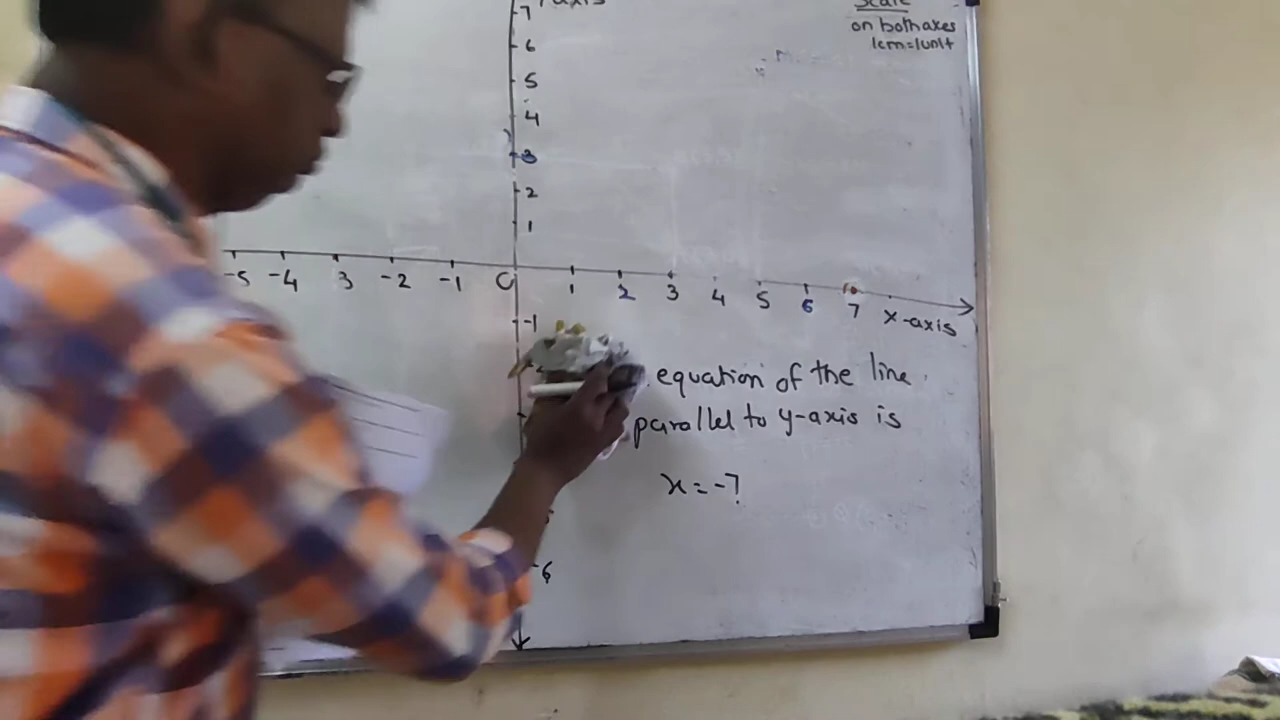 Scale
on both axes
1cm=1unit
Y axis
7
6
5
4
3
2
1
-5 -4 3 -2 -1 O 1 2 3 4 5 6 7 X-axis
-1
equation of the line
parallel to y-axis is
x = -7
-6